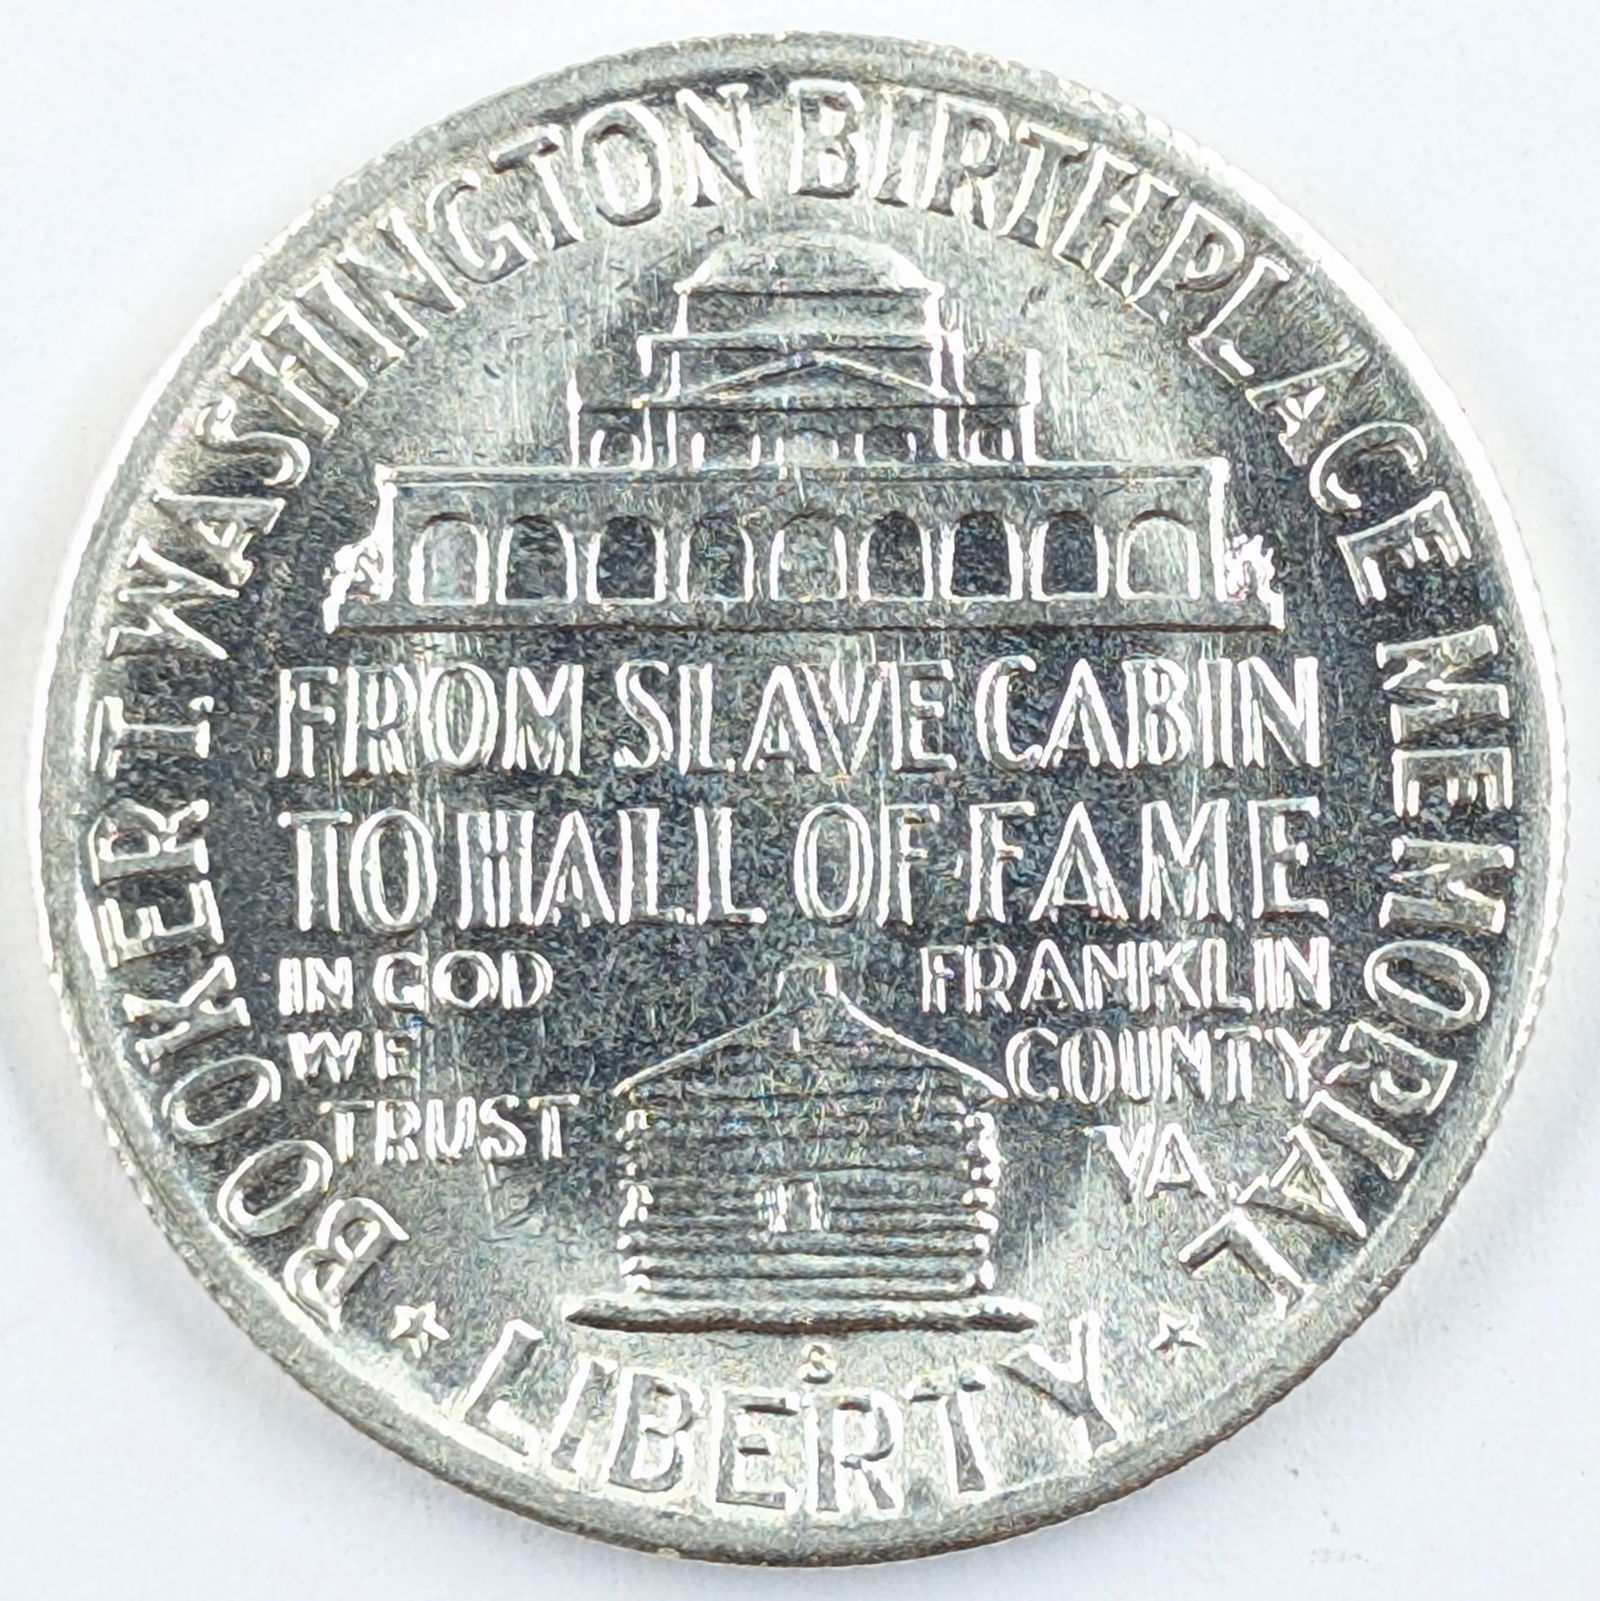 BOOKER T. WASHINGTON BIRTHPLACE MEMORIAL
FROM SLAVE CABIN
TO HALL OF FAME
IN GOD
WE
TRUST
FRANKLIN
COUNTY
VA.
S
LIBERTY